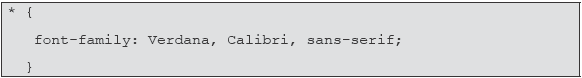 * {
font-family: Verdana, Calibri, sans-serif;
}